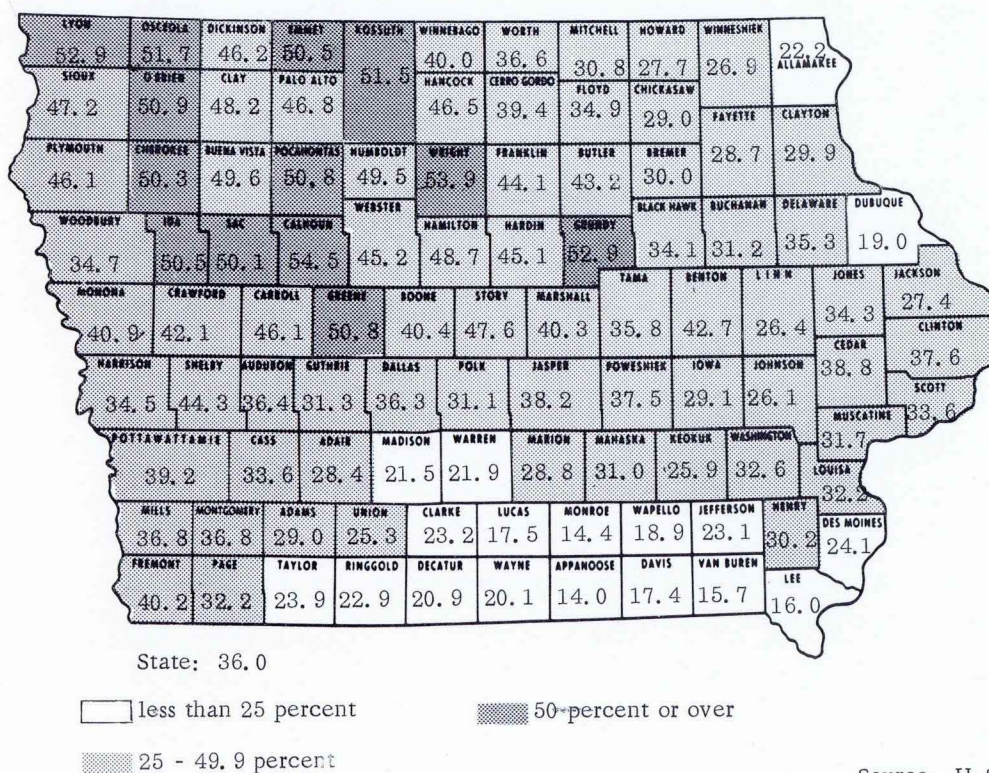 LYON OSCEOLA DICKINSON EMMET KOSSUTH WINNEBAGO WORTH MITCHELL HOWARD WINNESHIEK
52.9 51.7 46.2 50.5 51.5 40.0 36.6 30.8 27.7 26.9 22.2
ALLAMAKEE
SIOUX O'BRIEN CLAY PALO ALTO HANCOCK CERRO GORDO FLOYD CHICKASAW
47.2 50.9 48.2 46.8 46.5 39.4 34.9 29.0
FAYETTE CLAYTON
28.7 29.9
PLYMOUTH CHEROKEE BUENA VISTA POCAHONTAS HUMBOLDT WRIGHT FRANKLIN BUTLER BREMER
46.1 50.3 49.6 50.8 49.5 53.9 44.1 43.2 30.0
WOODBURY IDA SAC CALHOUN WEBSTER HAMILTON HARDIN GRUNDY BLACK HAWK BUCHANAN DELAWARE DUBUQUE
34.7 50.5 50.1 54.5 45.2 48.7 45.1 52.9 34.1 31.2 35.3 19.0
MONONA CRAWFORD CARROLL GREENE BOONE STORY MARSHALL TAMA BENTON LINN JONES JACKSON
40.9 42.1 46.1 50.8 40.4 47.6 40.3 35.8 42.7 26.4 34.3 27.4
CLINTON
37.6
CEDAR
38.8
HARRISON SHELBY AUDUBON GUTHRIE DALLAS POLK JASPER POWESHIEK IOWA JOHNSON SCOTT
34.5 44.3 36.4 31.3 36.3 31.1 38.2 37.5 29.1 26.1 33.6
MUSCATINE
31.7
POTTAWATTAMIE CASS ADAIR MADISON WARREN MARION MAHASKA KEOKUK WASHINGTON LOUISA
39.2 33.6 28.4 21.5 21.9 28.8 31.0 25.9 32.6 32.2
MILLS MONTGOMERY ADAMS UNION CLARKE LUCAS MONROE WAPELLO JEFFERSON HENRY DES MOINES
36.8 36.8 29.0 25.3 23.2 17.5 14.4 18.9 23.1 30.2 24.1
FREMONT PAGE TAYLOR RINGGOLD DECATUR WAYNE APPANOOSE DAVIS VAN BUREN LEE
40.2 32.2 23.9 22.9 20.9 20.1 14.0 17.4 15.7 16.0
State: 36.0
less than 25 percent 50 percent or over
25 - 49.9 percent